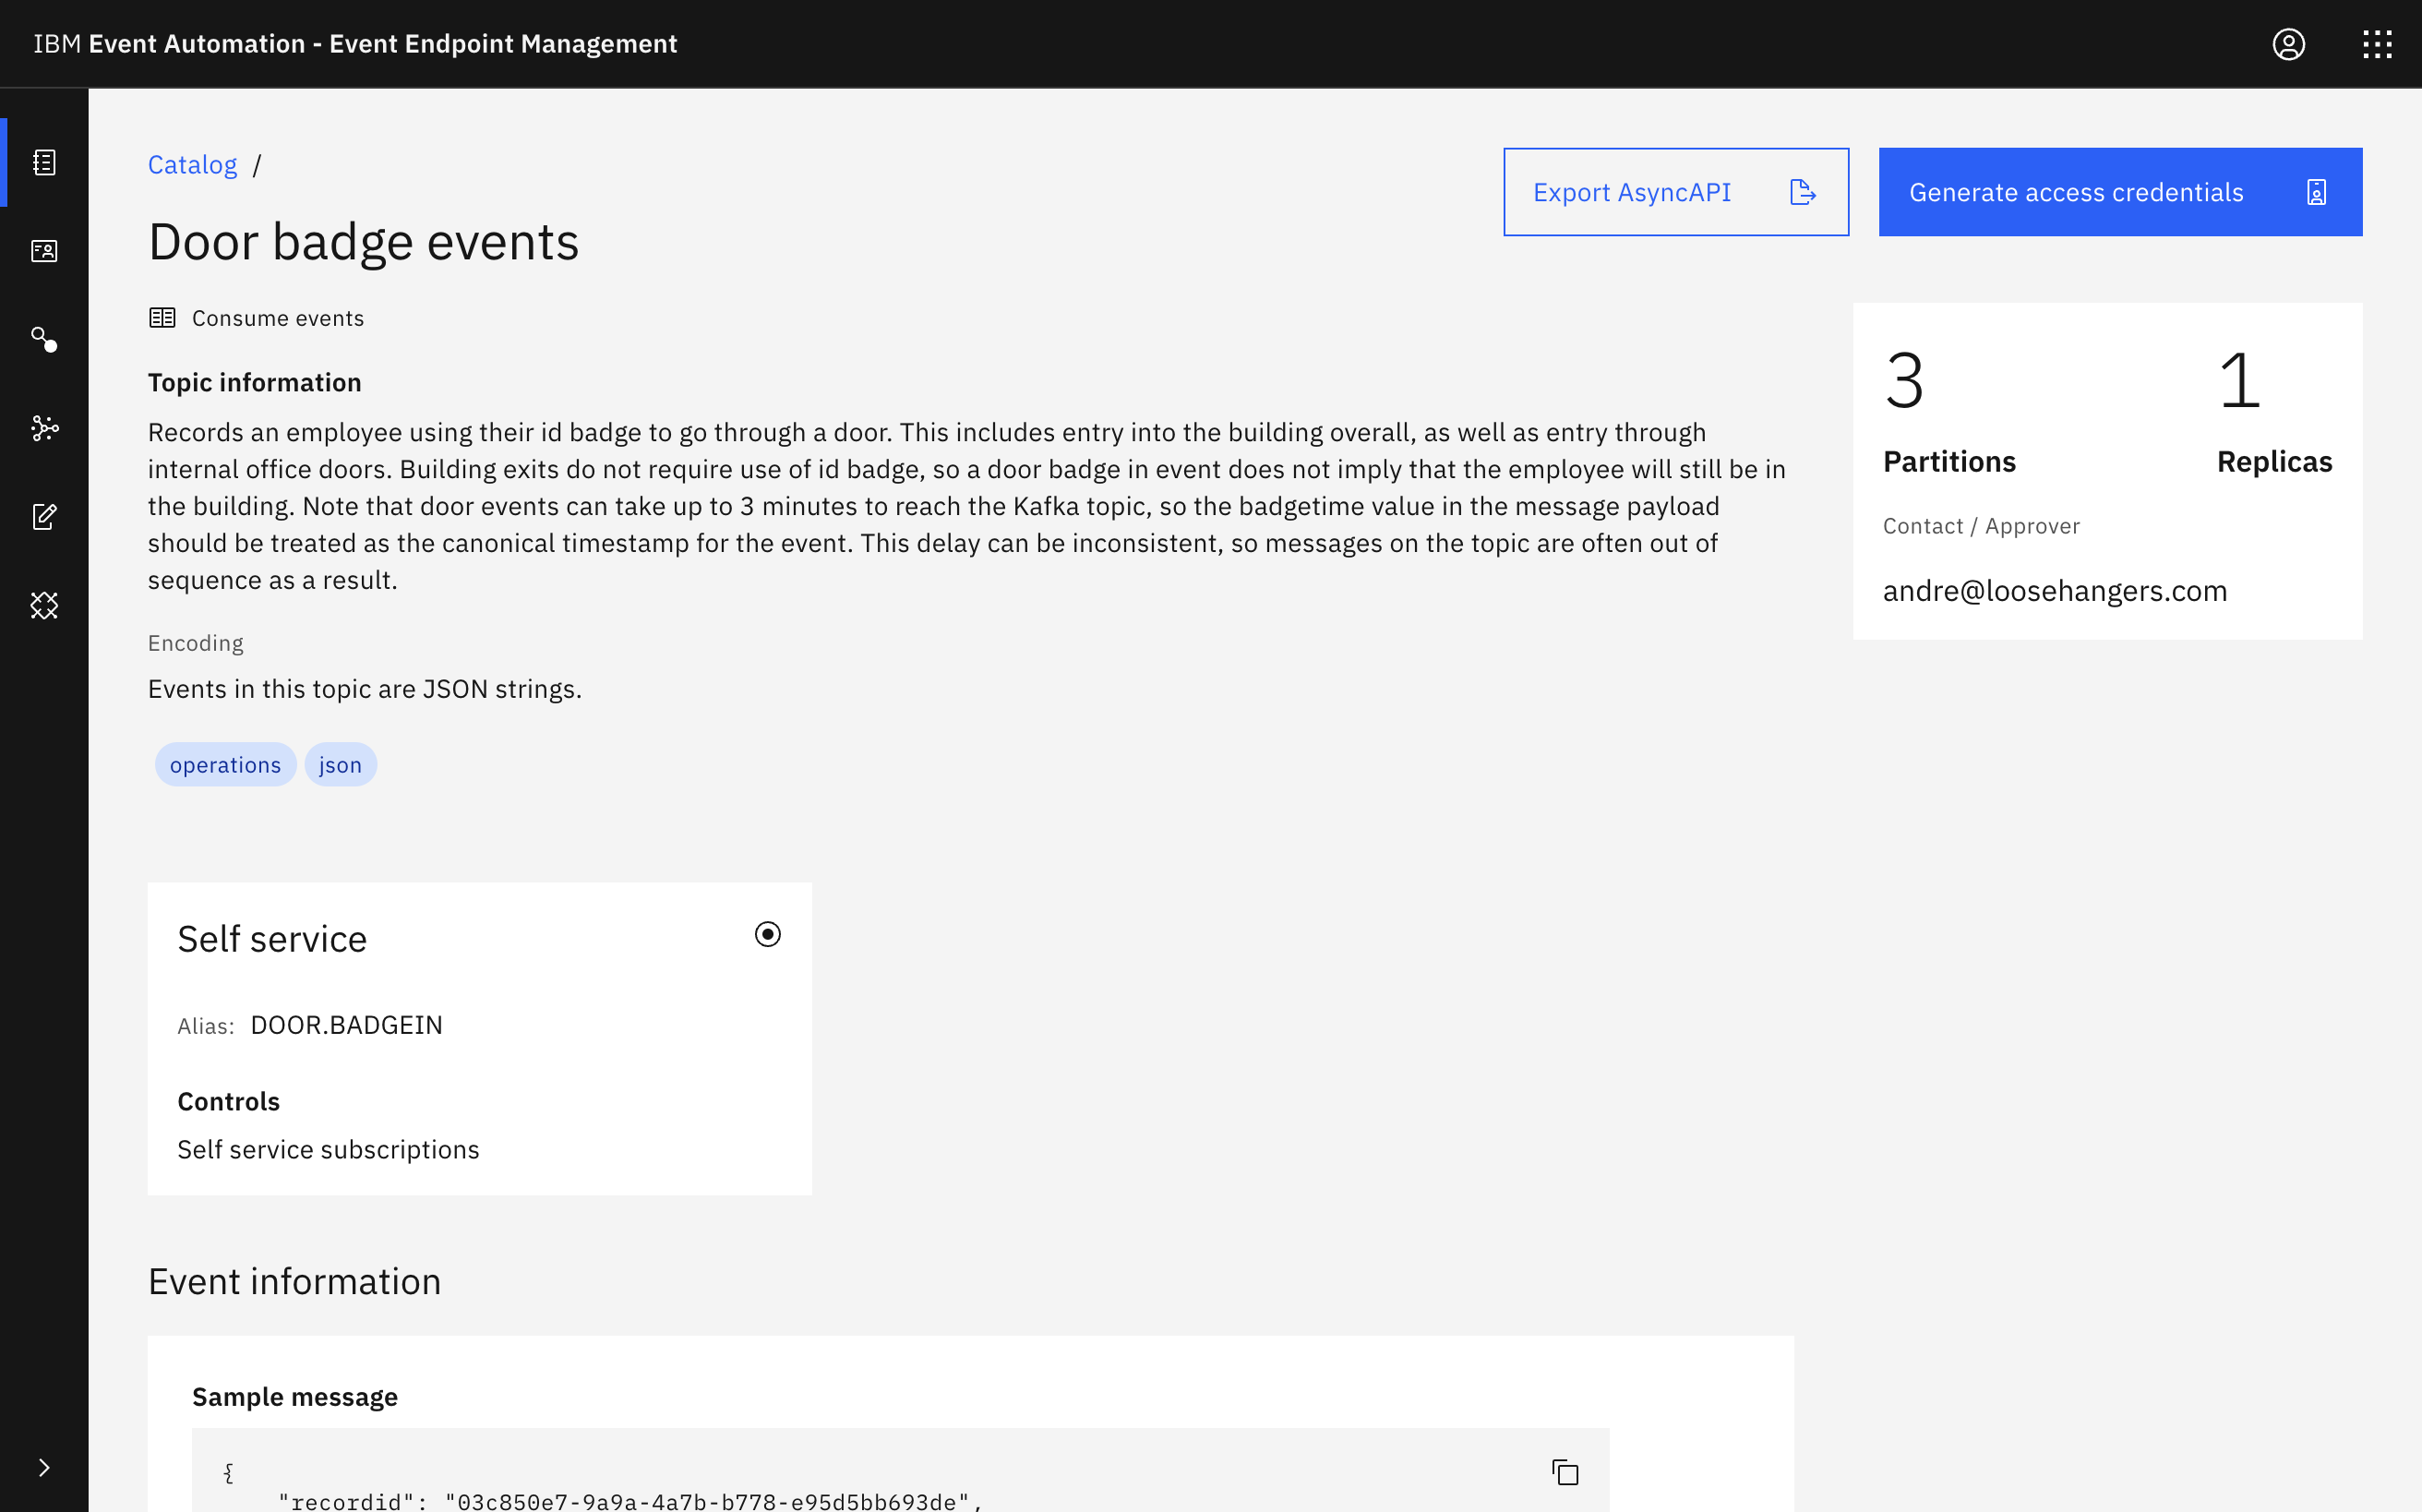 IBM Event Automation - Event Endpoint Management
Catalog /
Export AsyncAPI
Generate access credentials
Door badge events
Consume events
Topic information
Records an employee using their id badge to go through a door. This includes entry into the building overall, as well as entry through
internal office doors. Building exits do not require use of id badge, so a door badge in event does not imply that the employee will still be in
the building. Note that door events can take up to 3 minutes to reach the Kafka topic, so the badgetime value in the message payload
should be treated as the canonical timestamp for the event. This delay can be inconsistent, so messages on the topic are often out of
sequence as a result.
Encoding
Events in this topic are JSON strings.
operations json
3 1
Partitions Replicas
Contact / Approver
andre@loosehangers.com
Self service
Alias: DOOR.BADGEIN
Controls
Self service subscriptions
Event information
Sample message
{
"recordid": "03c850e7-9a9a-4a7b-b778-e95d5bb693de",